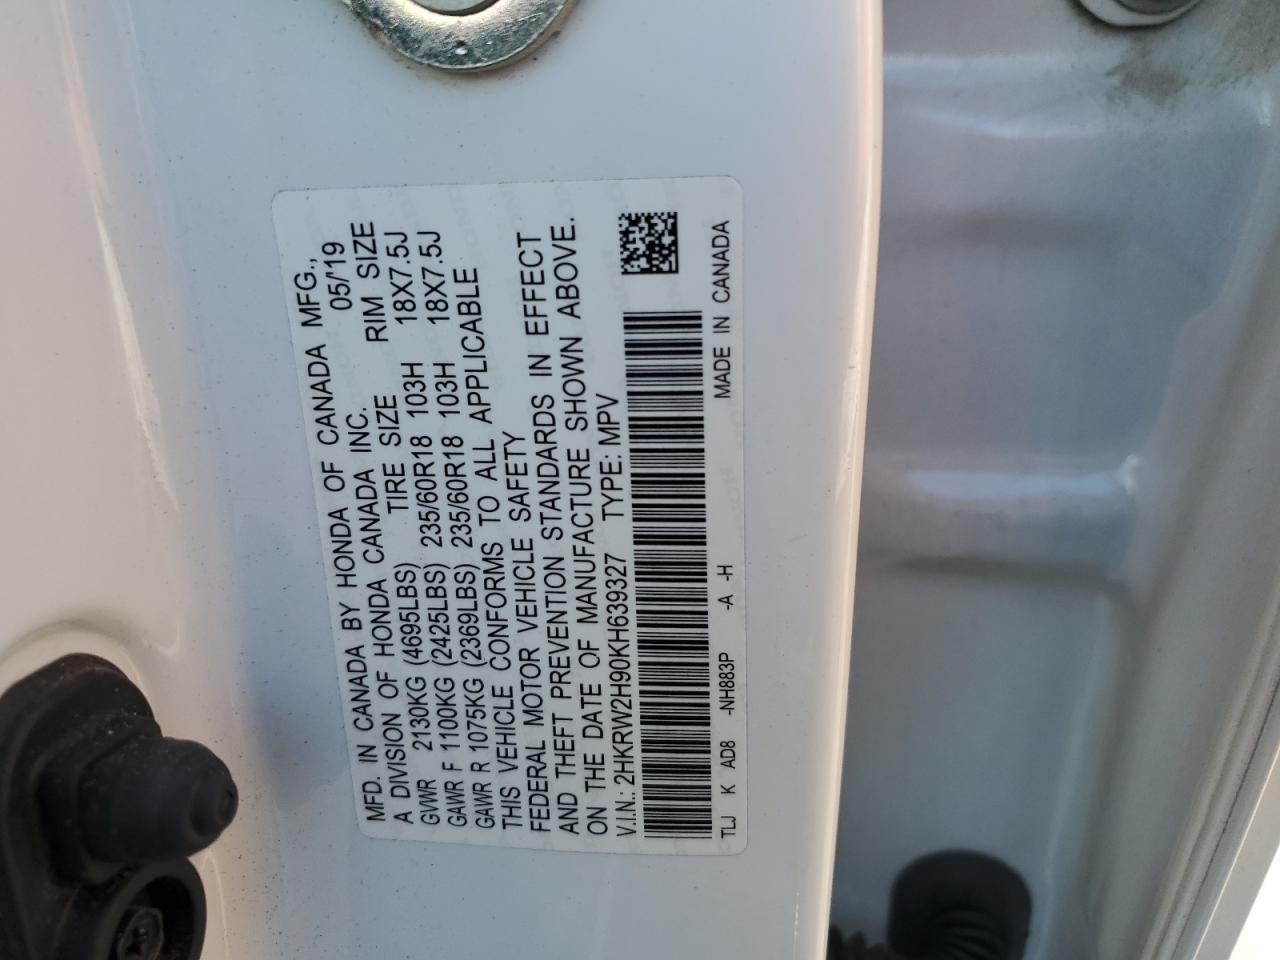 MFD. IN CANADA BY HONDA OF CANADA MFG.,
A DIVISION OF HONDA CANADA INC. 05/'19
GVWR 2130KG (4695LBS) TIRE SIZE RIM SIZE
GAWR F 1100KG (2425LBS) 235/60R18 103H 18X7.5J
GAWR R 1075KG (2369LBS) 235/60R18 103H 18X7.5J
THIS VEHICLE CONFORMS TO ALL APPLICABLE
FEDERAL MOTOR VEHICLE SAFETY
AND THEFT PREVENTION STANDARDS IN EFFECT
ON THE DATE OF MANUFACTURE SHOWN ABOVE.
V.I.N.: 2HKRW2H90KH639327 TYPE: MPV
TLJ K AD8 -NH883P -A -H MADE IN CANADA